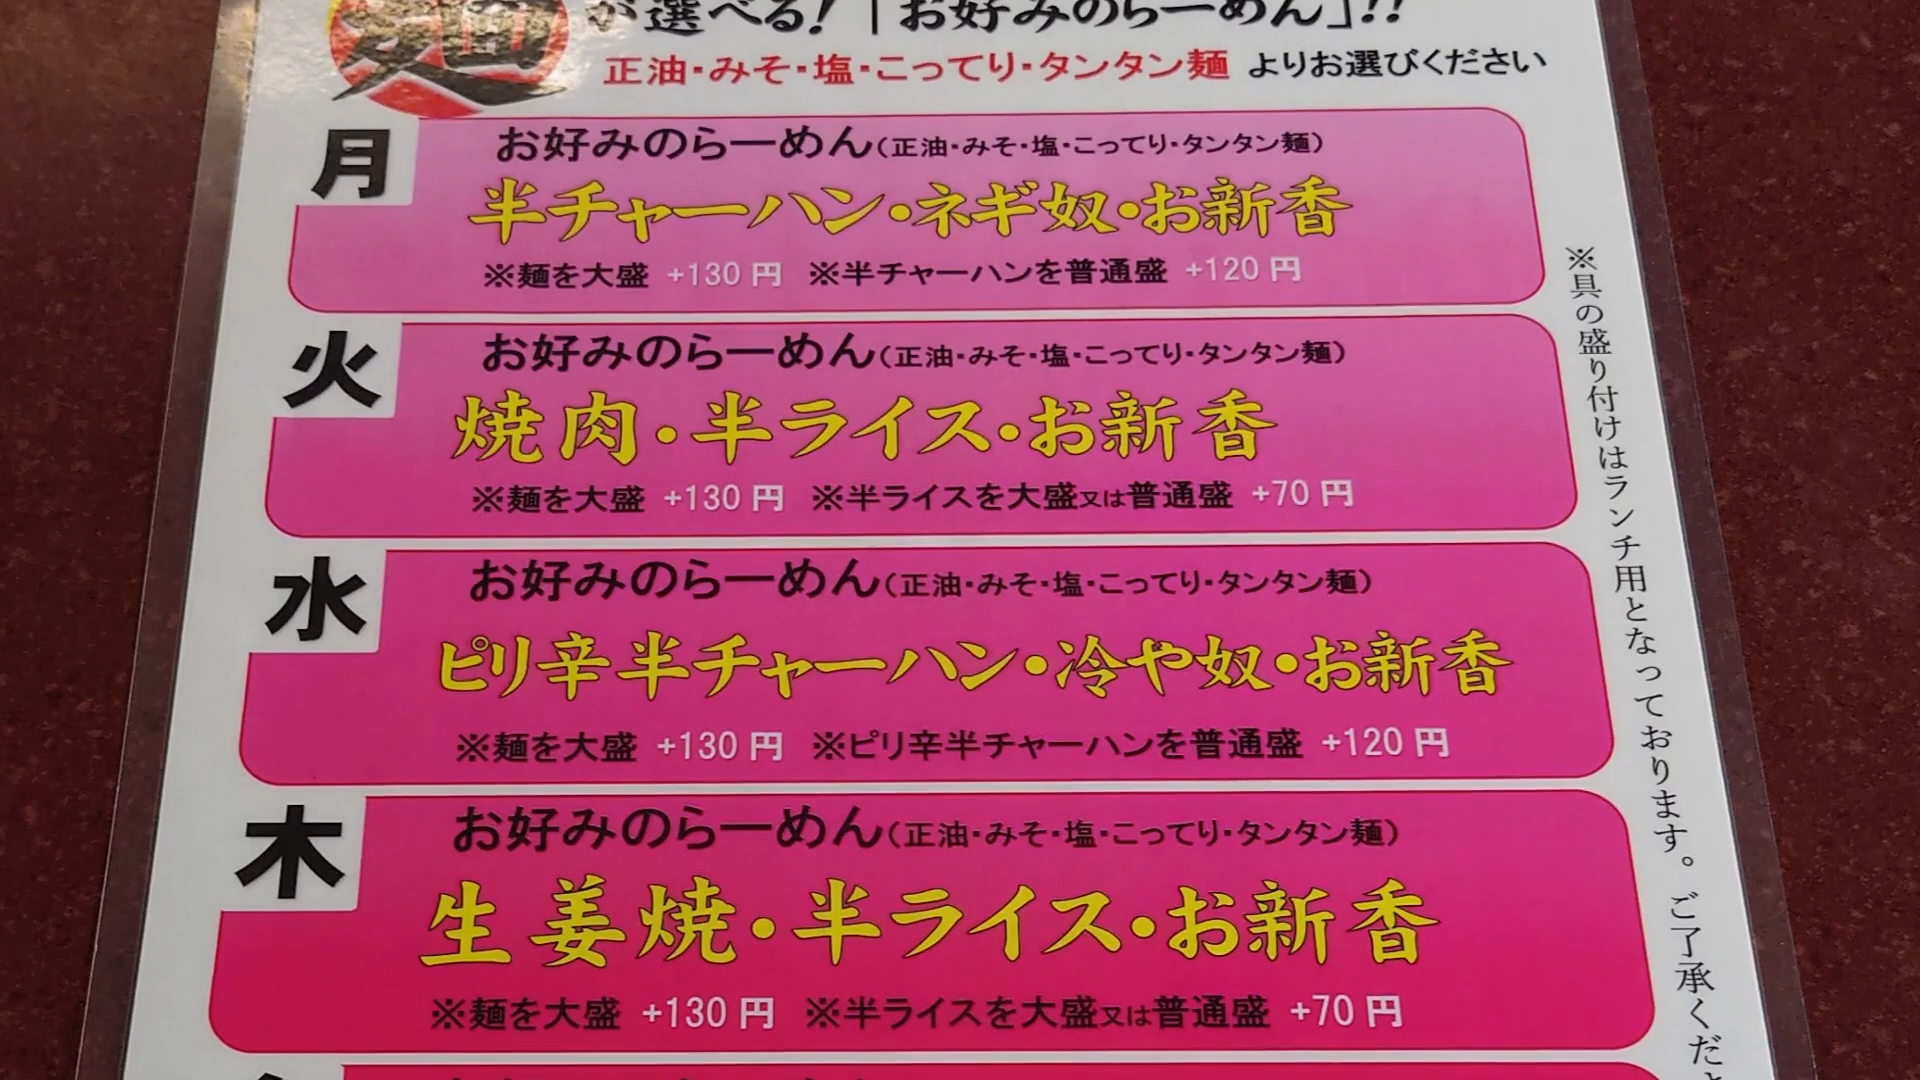 麺が選べる!「お好みのらーめん」!!
正油・みそ・塩・こってり・タンタン麺 よりお選びください
月
お好みのらーめん(正油・みそ・塩・こってり・タンタン麺)
半チャーハン・ネギ奴・お新香
※麺を大盛 +130円 ※半チャーハンを普通盛 +120円
火
お好みのらーめん(正油・みそ・塩・こってり・タンタン麺)
焼肉・半ライス・お新香
※麺を大盛 +130円 ※半ライスを大盛又は普通盛 +70円
水
お好みのらーめん(正油・みそ・塩・こってり・タンタン麺)
ピリ辛半チャーハン・冷や奴・お新香
※麺を大盛 +130円 ※ピリ辛半チャーハンを普通盛 +120円
木
お好みのらーめん(正油・みそ・塩・こってり・タンタン麺)
生姜焼・半ライス・お新香
※麺を大盛 +130円 ※半ライスを大盛又は普通盛 +70円
※具の盛り付けはランチ用となっております。ご了承くだ